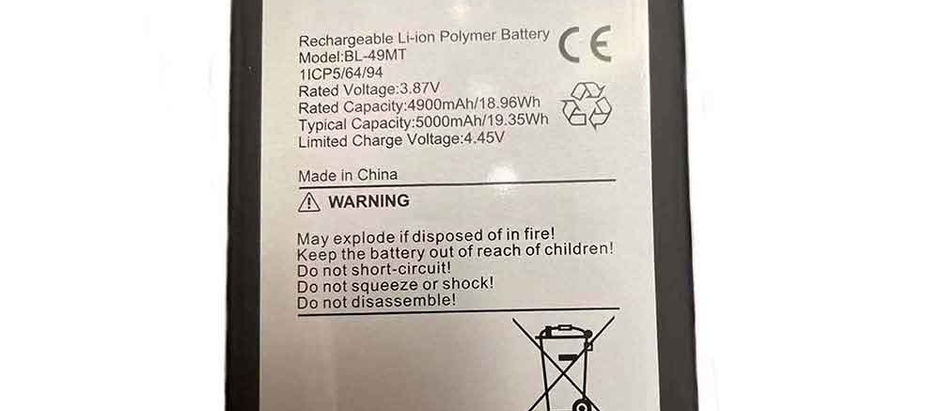 Rechargeable Li-ion Polymer Battery
CE
Model:BL-49MT
1ICP5/64/94
Rated Voltage:3.87V
Rated Capacity:4900mAh/18.96Wh
Typical Capacity:5000mAh/19.35Wh
Limited Charge Voltage:4.45V
Made in China
WARNING
May explode if disposed of in fire!
Keep the battery out of reach of children!
Do not short-circuit!
Do not squeeze or shock!
Do not disassemble!